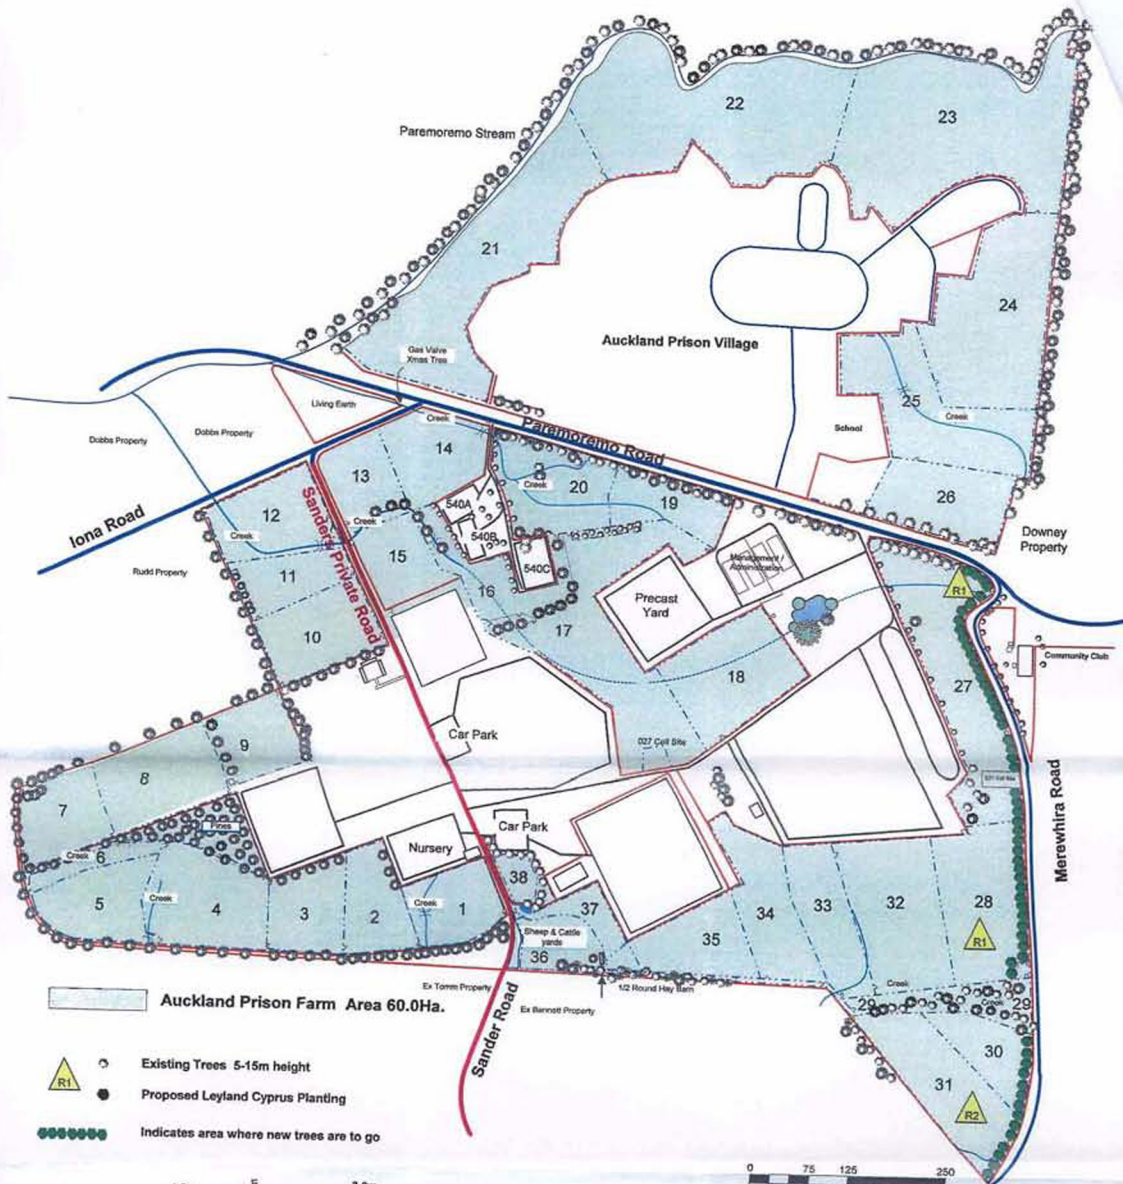 22
23
Paremoremo Stream
21
24
Auckland Prison Village
Gas Valve
Xmas Tree
Living Earth
Creek
25
Creek
School
Dobbs Property
Dobbs Property
Paremoremo Road
14
13
20
Creek
19
26
12
540A
Iona Road
Sanders Private Road
Creek
Creek
540B
540C
15
Downey
Property
Rudd Property
11
16
Management /
Administration
Precast
Yard
R1
10
17
Community Club
18
27
Car Park
027 Cell Site
9
8
7
Merewhira Road
Pines
Car Park
Nursery
Creek
6
38
5
Creek
4
3
2
Creek
1
37
34
33
32
28
R1
Sheep & Cattle
yards
35
36
Ex Tomm Property
1/2 Round Hay Barn
Creek
Creek
29
29
Auckland Prison Farm Area 60.0Ha.
Sander Road
Ex Bennett Property
30
31
R2
R1
Existing Trees 5-15m height
Proposed Leyland Cyprus Planting
Indicates area where new trees are to go
0 75 125 250